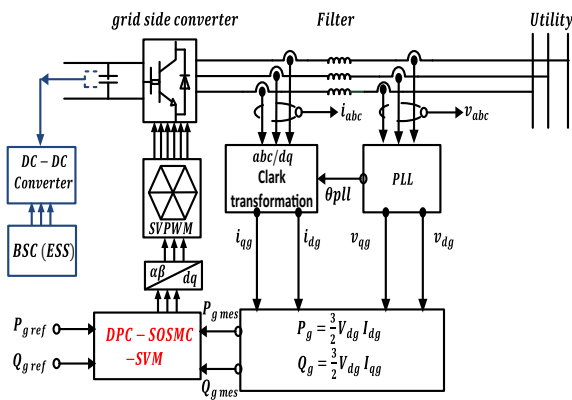 grid side converter
Filter
Utility
i_abc
v_abc
DC − DC
Converter
abc/dq
Clark
transformation
θpll
PLL
SVPWM
BSC (ESS)
i_qg
i_dg
v_qg
v_dg
αβ
dq
P_g ref
Q_g ref
DPC − SOSMC
−SVM
P_g mes
Q_g mes
P_g = 3/2 V_dg I_dg
Q_g = 3/2 V_dg I_qg